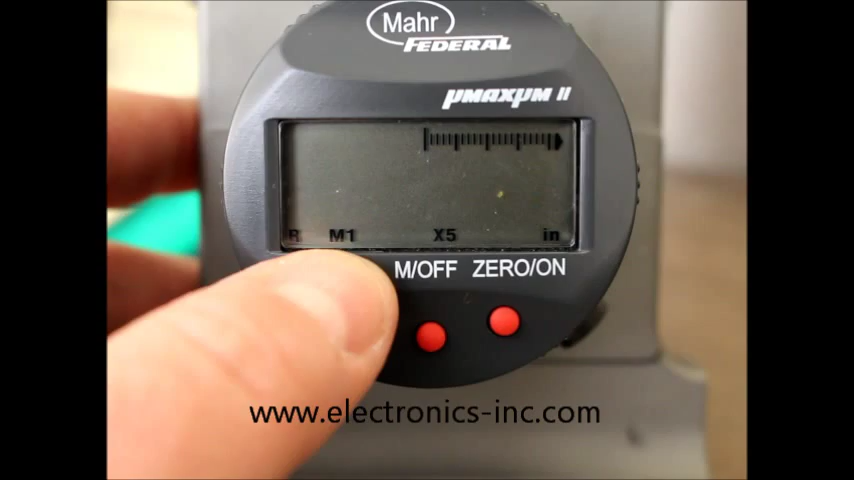 Mahr
FEDERAL
µMAXµM II
R M1 X5 in
M/OFF ZERO/ON
www.electronics-inc.com